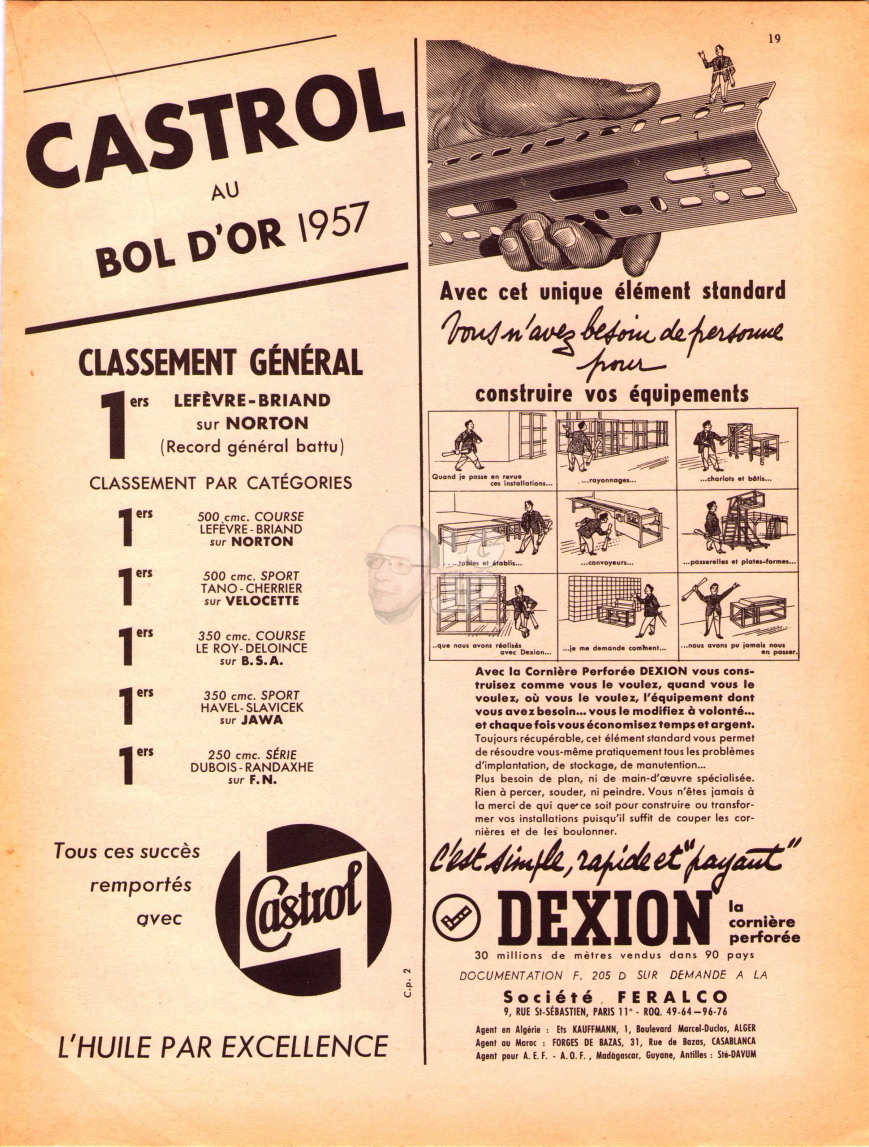 19
CASTROL
AU
BOL D'OR 1957
CLASSEMENT GÉNÉRAL
1ers LEFÈVRE-BRIAND
sur NORTON
(Record général battu)
CLASSEMENT PAR CATÉGORIES
1ers 500 cmc. COURSE
LEFÈVRE-BRIAND
sur NORTON
1ers 500 cmc. SPORT
TANO-CHERRIER
sur VELOCETTE
1ers 350 cmc. COURSE
LE ROY-DELOINCE
sur B.S.A.
1ers 350 cmc. SPORT
HAVEL-SLAVICEK
sur JAWA
1ers 250 cmc. SÉRIE
DUBOIS-RANDAXHE
sur F.N.
Tous ces succès
remportés
avec
Castrol
C.p. 2
L'HUILE PAR EXCELLENCE
Avec cet unique élément standard
Vous n'avez besoin de personne
pour
construire vos équipements
Quand je passe en revue
ces installations...
...rayonnages...
...chariots et bâtis...
...tables et établis...
...convoyeurs...
...passerelles et plates-formes...
..que nous avons réalisés
avec Dexion...
...je me demande comment...
...nous avons pu jamais nous
en passer.
Avec la Cornière Perforée DEXION vous cons-
truisez comme vous le voulez, quand vous le
voulez, où vous le voulez, l'équipement dont
vous avez besoin... vous le modifiez à volonté...
et chaque fois vous économisez temps et argent.
Toujours récupérable, cet élément standard vous permet
de résoudre vous-même pratiquement tous les problèmes
d'implantation, de stockage, de manutention...
Plus besoin de plan, ni de main-d'œuvre spécialisée.
Rien à percer, souder, ni peindre. Vous n'êtes jamais à
la merci de qui que ce soit pour construire ou transfor-
mer vos installations puisqu'il suffit de couper les cor-
nières et de les boulonner.
c'est simple, rapide et "payant"
DEXION la
cornière
perforée
30 millions de mètres vendus dans 90 pays
DOCUMENTATION F. 205 D SUR DEMANDE A LA
Société FERALCO
9, RUE St-SÉBASTIEN, PARIS 11e - ROQ. 49-64-96-76
Agent en Algérie : Ets KAUFFMANN, 1, Boulevard Marcel-Duclos, ALGER
Agent au Maroc : FORGES DE BAZAS, 31, Rue de Bazas, CASABLANCA
Agent pour A.E.F. - A.O.F., Madagascar, Guyane, Antilles : Sté-DAVUM